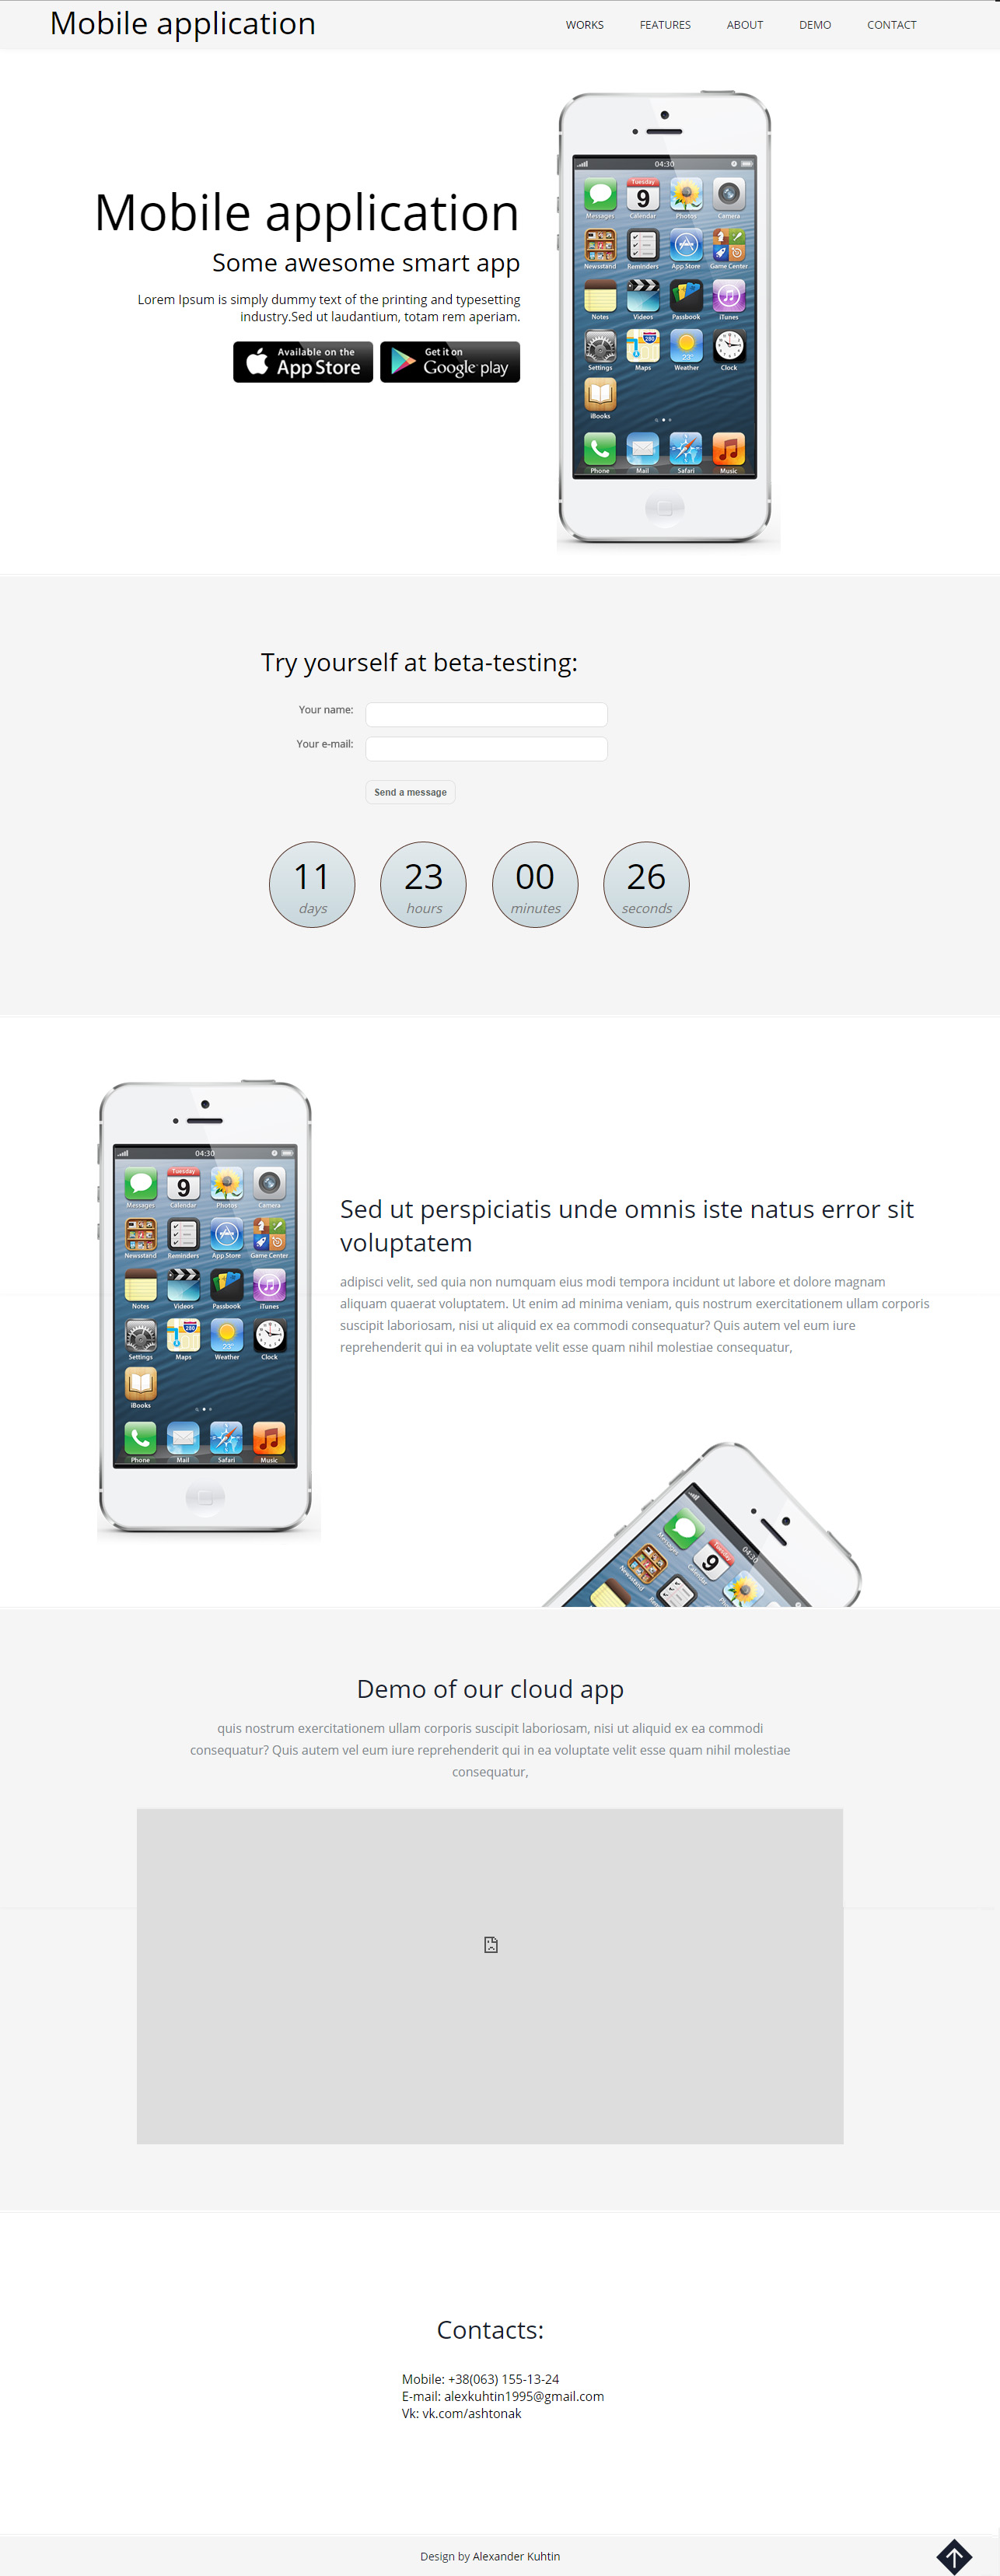 Mobile application
WORKS
FEATURES
ABOUT
DEMO
CONTACT
Mobile application
Some awesome smart app
Lorem Ipsum is simply dummy text of the printing and typesetting
industry.Sed ut laudantium, totam rem aperiam.
Available on the
App Store
Get it on
Google play
04:30
Tuesday
9
Messages Calendar Photos Camera
Newsstand Reminders App Store Game Center
Notes Videos Passbook iTunes
280
23°
Settings Maps Weather Clock
iBooks
Phone Mail Safari Music
Try yourself at beta-testing:
Your name:
Your e-mail:
Send a message
11 23 00 26
days hours minutes seconds
04:30
Tuesday
9
Messages Calendar Photos Camera
Newsstand Reminders App Store Game Center
Notes Videos Passbook iTunes
280
23°
Settings Maps Weather Clock
iBooks
Phone Mail Safari Music
Sed ut perspiciatis unde omnis iste natus error sit
voluptatem
adipisci velit, sed quia non numquam eius modi tempora incidunt ut labore et dolore magnam
aliquam quaerat voluptatem. Ut enim ad minima veniam, quis nostrum exercitationem ullam corporis
suscipit laboriosam, nisi ut aliquid ex ea commodi consequatur? Quis autem vel eum iure
reprehenderit qui in ea voluptate velit esse quam nihil molestiae consequatur,
04:30
Tuesday
9
Messages Calendar
Newsstand
Demo of our cloud app
quis nostrum exercitationem ullam corporis suscipit laboriosam, nisi ut aliquid ex ea commodi
consequatur? Quis autem vel eum iure reprehenderit qui in ea voluptate velit esse quam nihil molestiae
consequatur,
Contacts:
Mobile: +38(063) 155-13-24
E-mail: alexkuhtin1995@gmail.com
Vk: vk.com/ashtonak
Design by Alexander Kuhtin